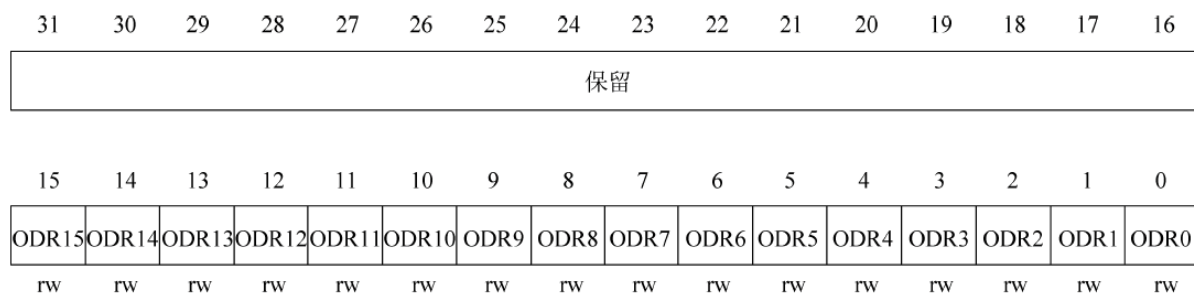 31 30 29 28 27 26 25 24 23 22 21 20 19 18 17 16
保留
15 14 13 12 11 10 9 8 7 6 5 4 3 2 1 0
ODR15 ODR14 ODR13 ODR12 ODR11 ODR10 ODR9 ODR8 ODR7 ODR6 ODR5 ODR4 ODR3 ODR2 ODR1 ODR0
rw rw rw rw rw rw rw rw rw rw rw rw rw rw rw rw